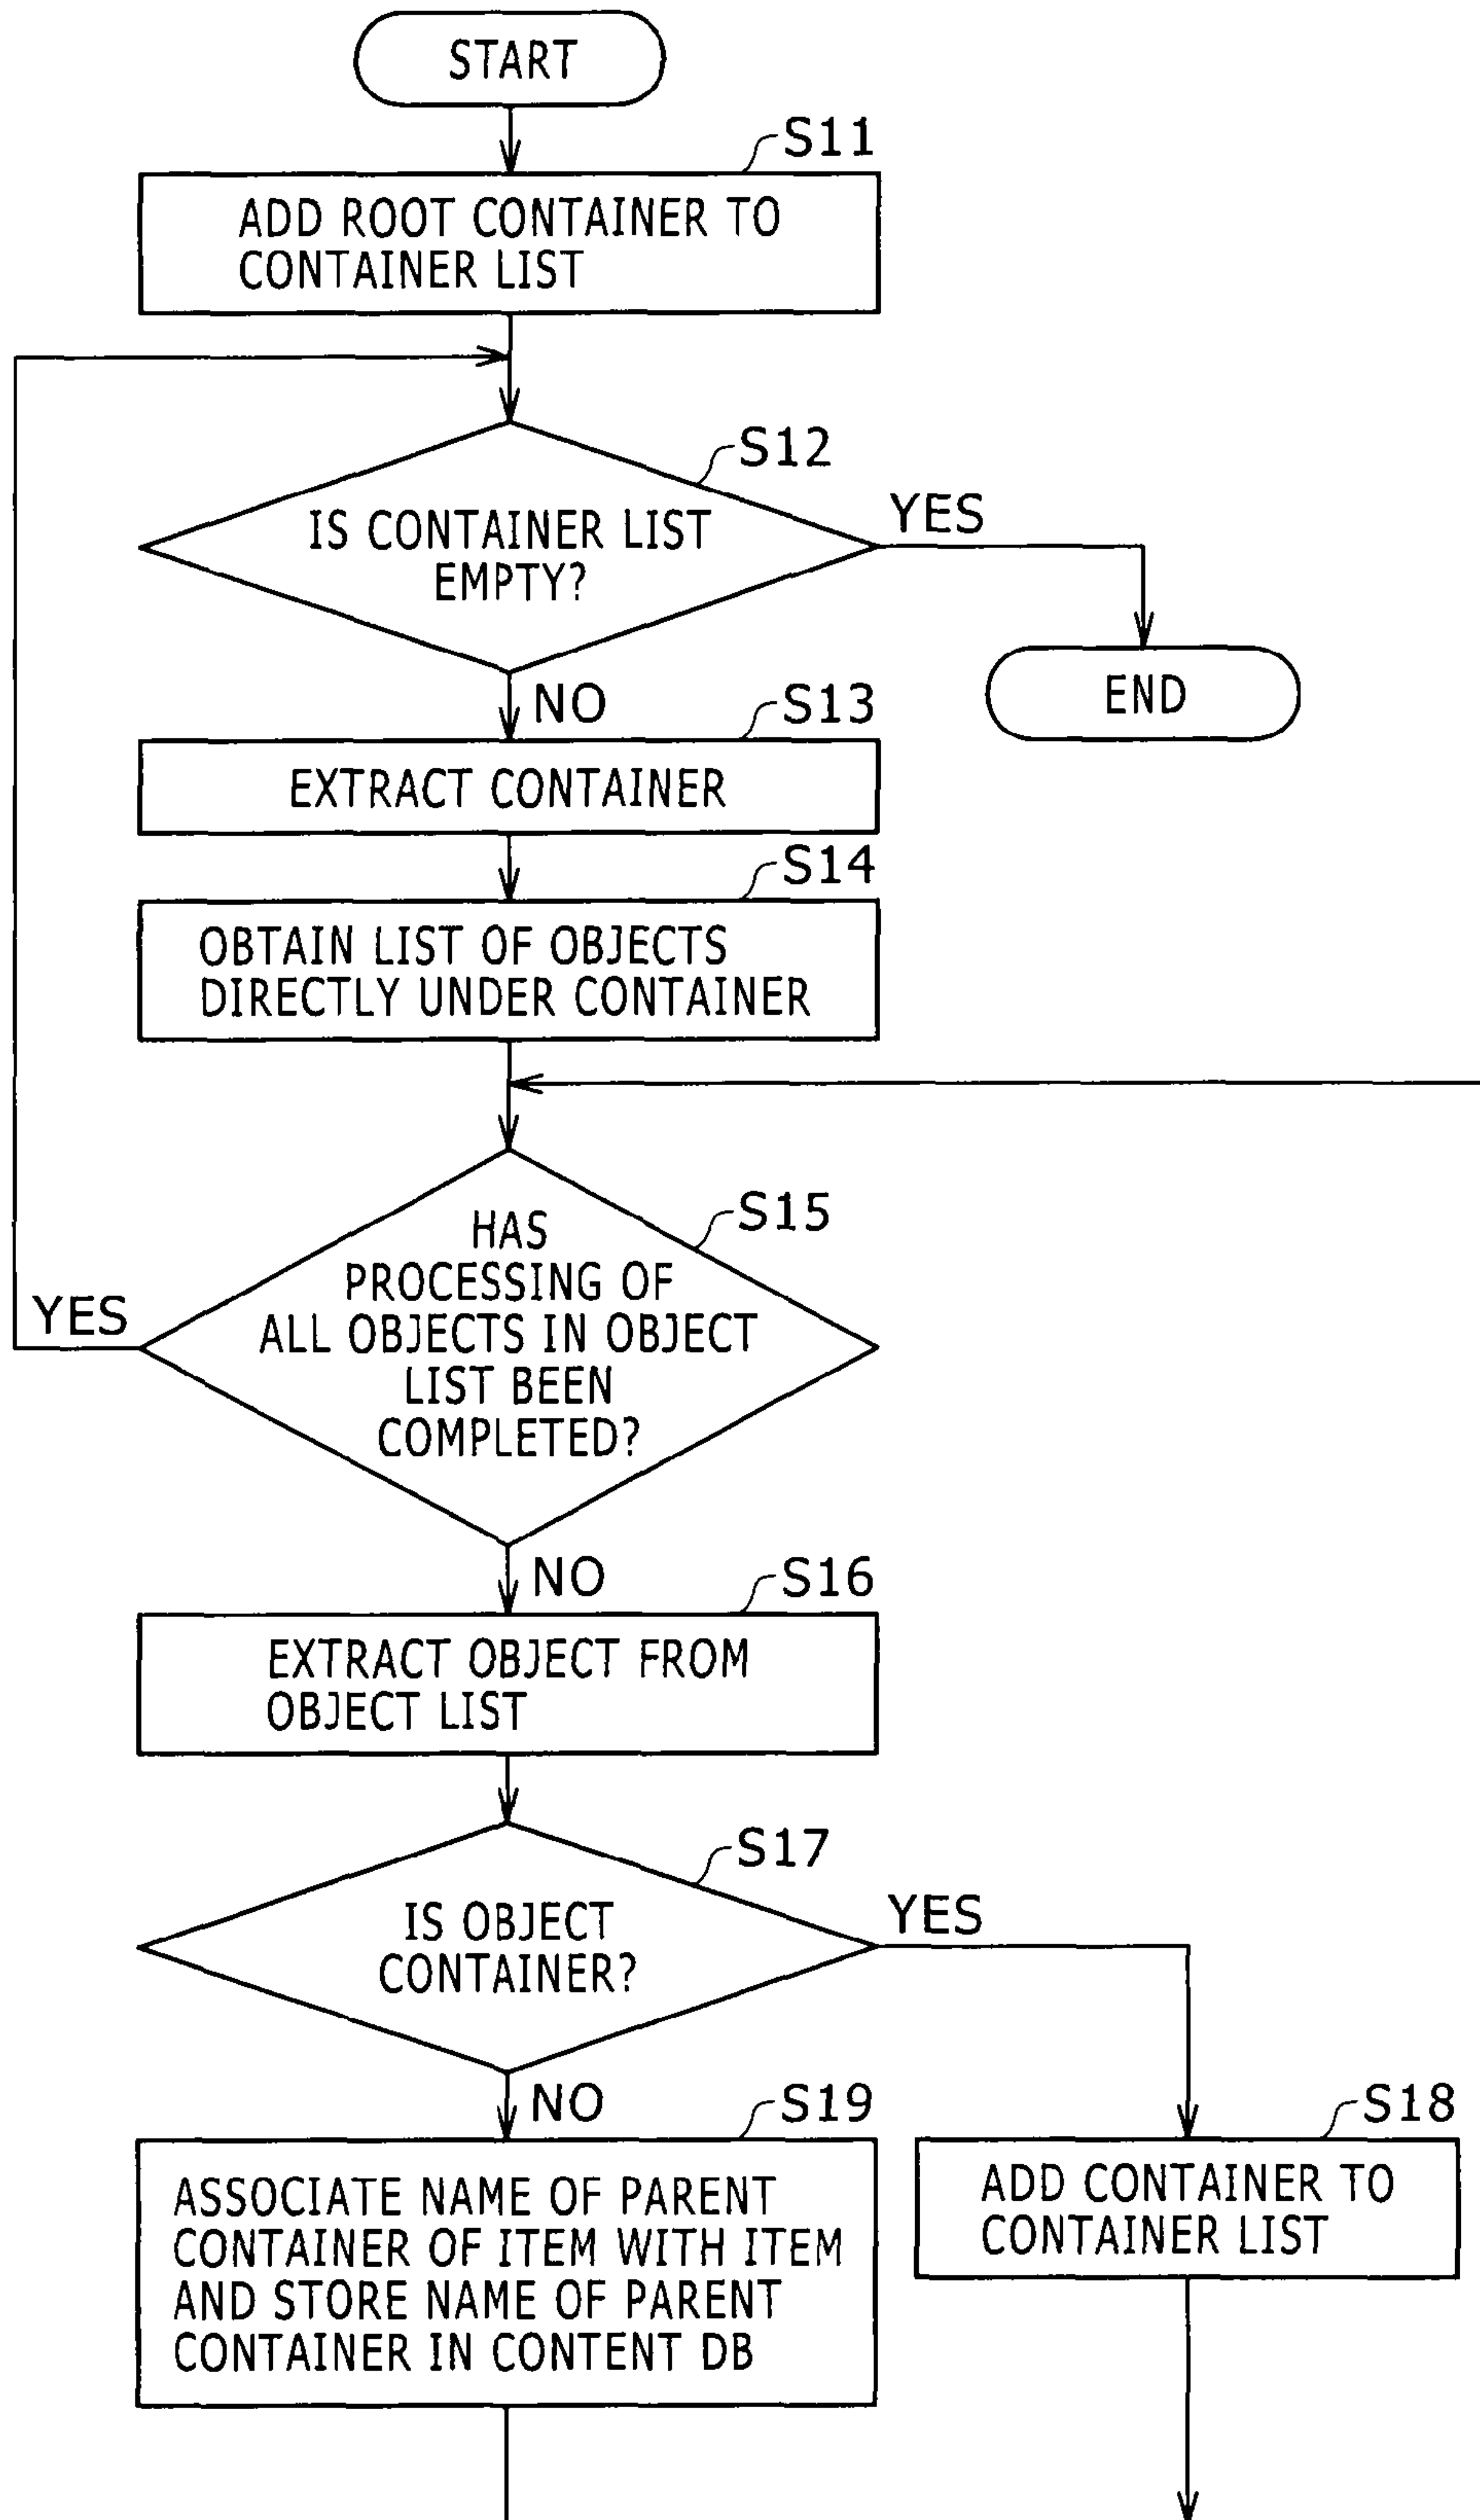 START
S11
ADD ROOT CONTAINER TO
CONTAINER LIST
S12
IS CONTAINER LIST
EMPTY?
YES
END
NO
S13
EXTRACT CONTAINER
S14
OBTAIN LIST OF OBJECTS
DIRECTLY UNDER CONTAINER
S15
HAS
PROCESSING OF
ALL OBJECTS IN OBJECT
LIST BEEN
COMPLETED?
YES
NO
S16
EXTRACT OBJECT FROM
OBJECT LIST
S17
IS OBJECT
CONTAINER?
YES
NO
S19
ASSOCIATE NAME OF PARENT
CONTAINER OF ITEM WITH ITEM
AND STORE NAME OF PARENT
CONTAINER IN CONTENT DB
S18
ADD CONTAINER TO
CONTAINER LIST